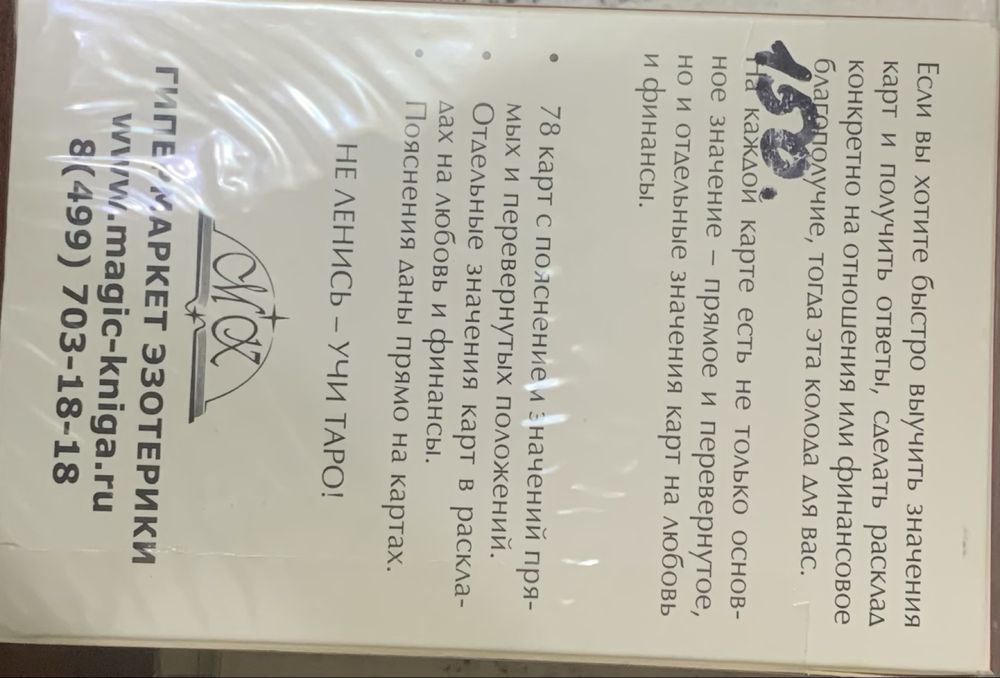 Если вы хотите быстро выучить значения
карт и получить ответы, сделать расклад
конкретно на отношения или финансовое
благополучие, тогда эта колода для вас.
На каждой карте есть не только основ-
ное значение – прямое и перевернутое,
но и отдельные значения карт на любовь
и финансы.
• 78 карт с пояснением значений пря-
мых и перевернутых положений.
• Отдельные значения карт в раскла-
дах на любовь и финансы.
• Пояснения даны прямо на картах.
НЕ ЛЕНИСЬ – УЧИ ТАРО!
МК
ГИПЕРМАРКЕТ ЭЗОТЕРИКИ
www.magic-kniga.ru
8(499) 703-18-18